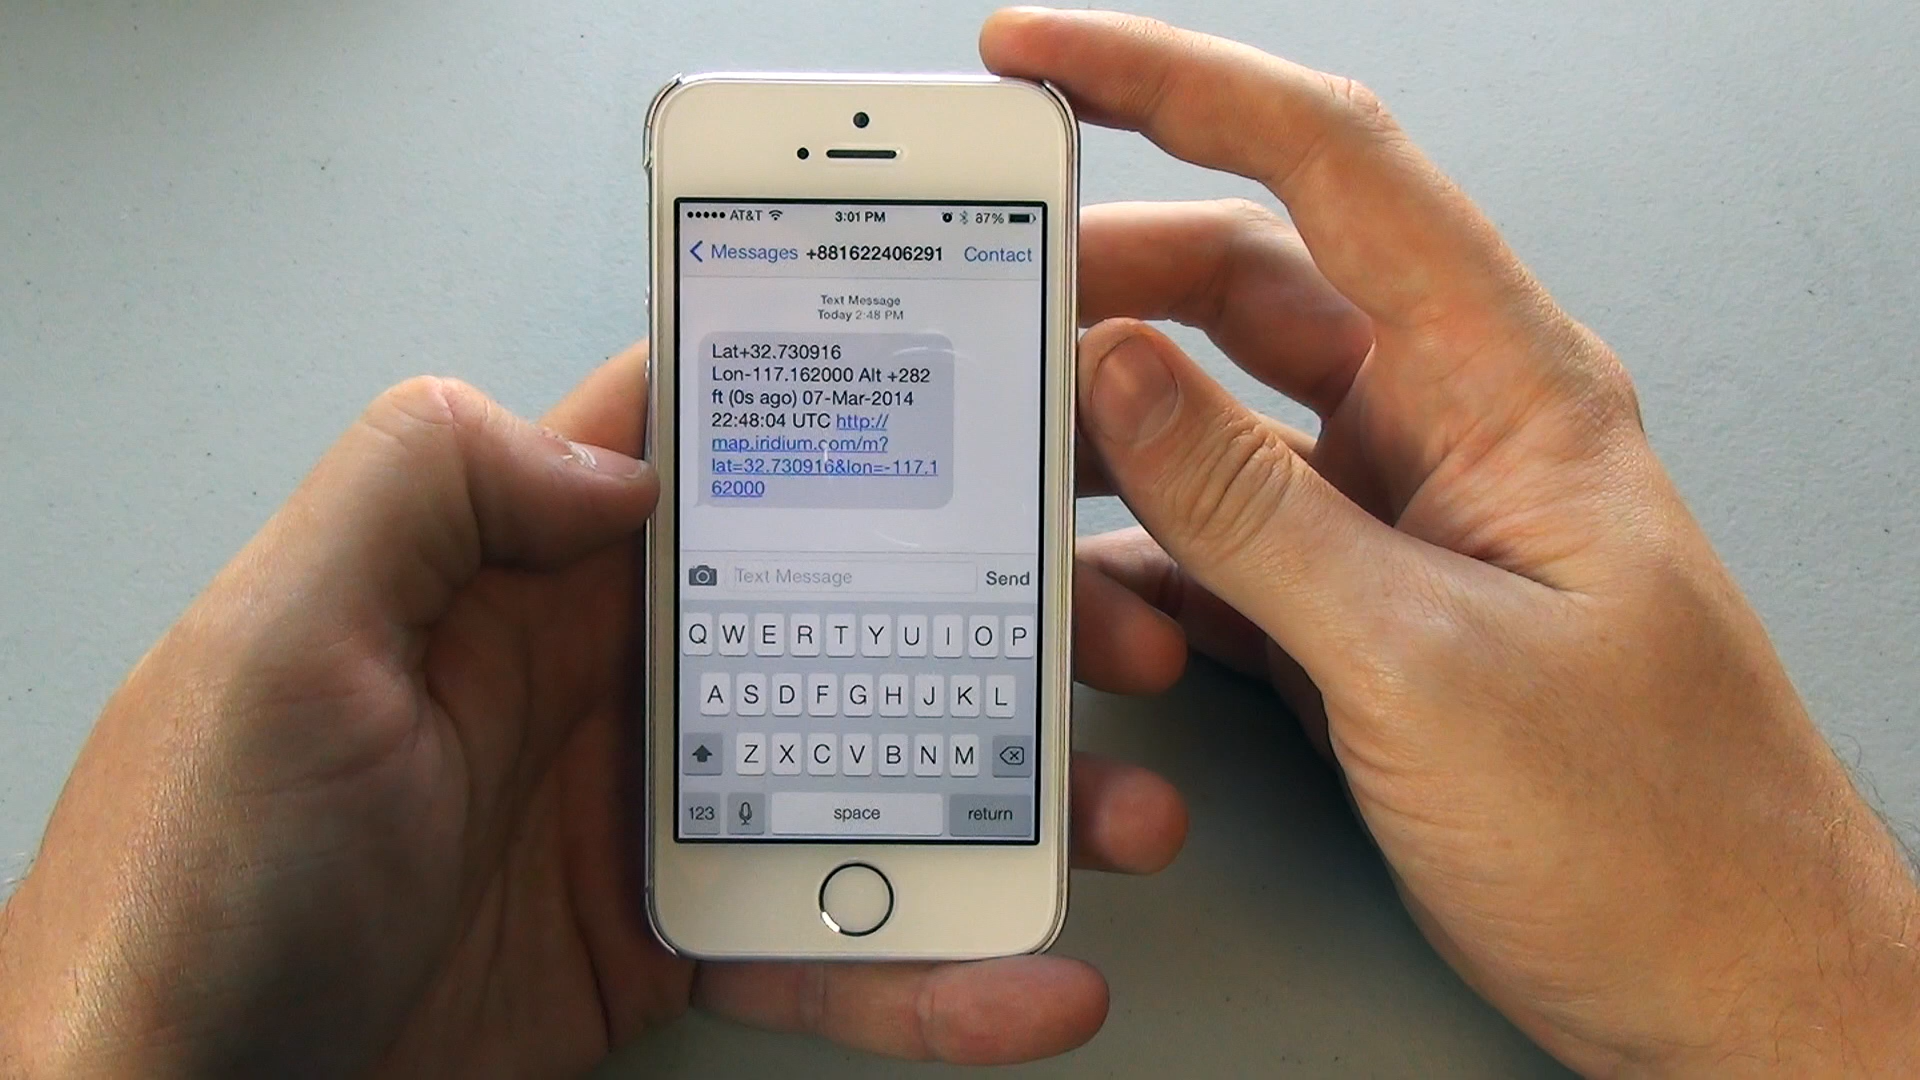 AT&T 3:01 PM 87%
Messages +881622406291 Contact
Text Message
Today 2:48 PM
Lat+32.730916
Lon-117.162000 Alt +282
ft (0s ago) 07-Mar-2014
22:48:04 UTC http://
map.iridium.com/m?
lat=32.730916&lon=-117.1
62000
Text Message Send
Q W E R T Y U I O P
A S D F G H J K L
Z X C V B N M
123 space return